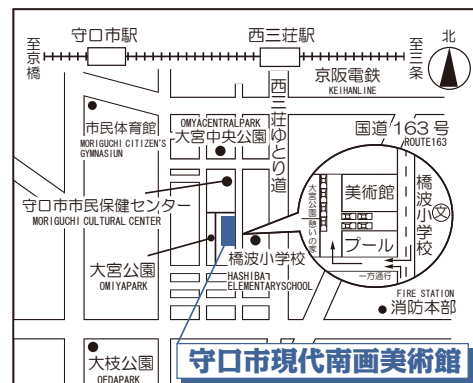 守口市駅
西三荘駅
北
至京橋
至三条
京阪電鉄
KEIHANLINE
市民体育館
MORIGUCHI CITIZEN'S
GYMNASIUN
OMYACENTRALPARK
大宮中央公園
西三荘ゆとり道
国道163号
ROUTE163
守口市市民保健センター
MORIGUCHI CULTURAL CENTER
大宮公園
憩いの家
美術館
プール
一方通行
橋波小学校
文
大宮公園
OMIYAPARK
橋波小学校
HASHIBA
ELEMENTARYSCHOOL
FIRE STATION
消防本部
大枝公園
OEDAPARK
守口市現代南画美術館